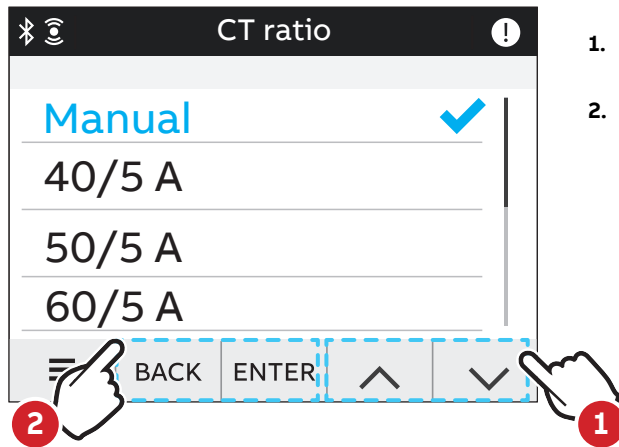 CT ratio
!
1.
Manual
2.
40/5 A
50/5 A
60/5 A
BACK ENTER
2
1